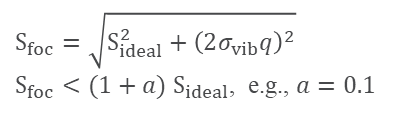 S_foc = √(S²_ideal + (2σ_vib q)²)
S_foc < (1 + a) S_ideal, e.g., a = 0.1